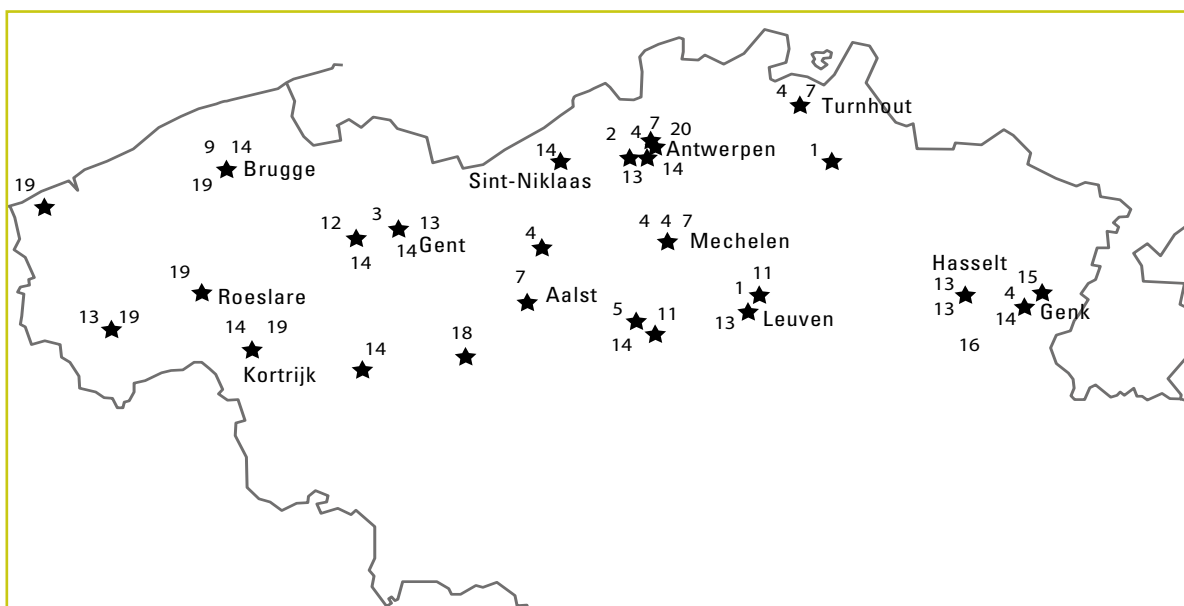 4 7
Turnhout
7
2 4 20
Antwerpen
13 14
1
9 14
Brugge
19
14
Sint-Niklaas
19
12 3 13
Gent
14 14
4
4 4 7
Mechelen
Hasselt
19
Roeslare
7
Aalst
11
1
13
Leuven
13
13
15
4
Genk
14
13 19
5 11
14
14 19
Kortrijk
14
18
16